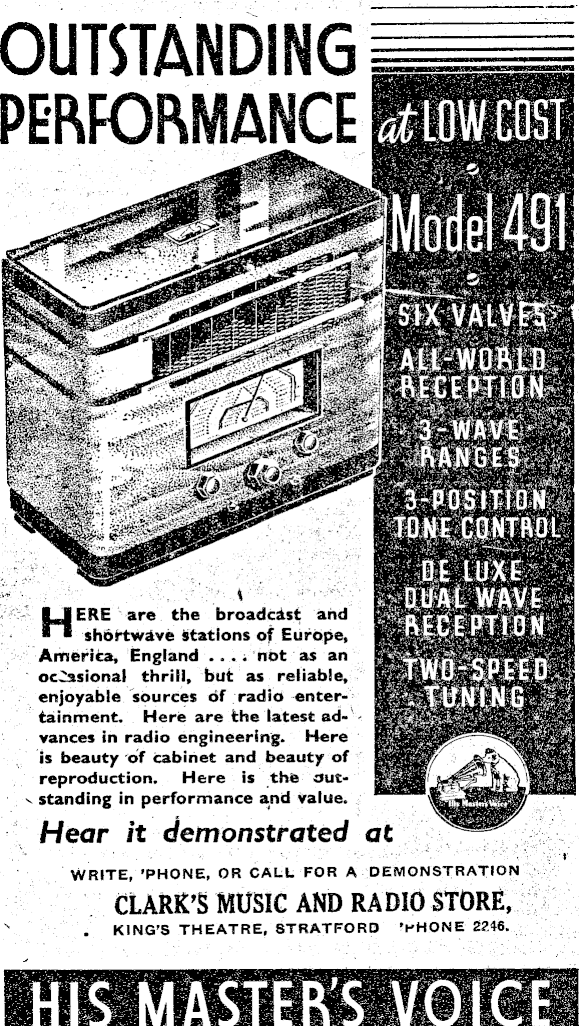 OUTSTANDING
PERFORMANCE
at LOW COST
Model 491
SIX VALVES
ALL-WORLD
RECEPTION
3-WAVE
RANGES
3-POSITION
TONE CONTROL
DE LUXE
DUAL WAVE
RECEPTION
TWO-SPEED
TUNING
His Master's Voice
HERE are the broadcast and
shortwave stations of Europe,
America, England .... not as an
occasional thrill, but as reliable,
enjoyable sources of radio enter-
tainment. Here are the latest ad-
vances in radio engineering. Here
is beauty of cabinet and beauty of
reproduction. Here is the out-
standing in performance and value.
Hear it demonstrated at
WRITE, 'PHONE, OR CALL FOR A DEMONSTRATION
CLARK'S MUSIC AND RADIO STORE,
KING'S THEATRE, STRATFORD 'PHONE 2246.
HIS MASTER'S VOICE